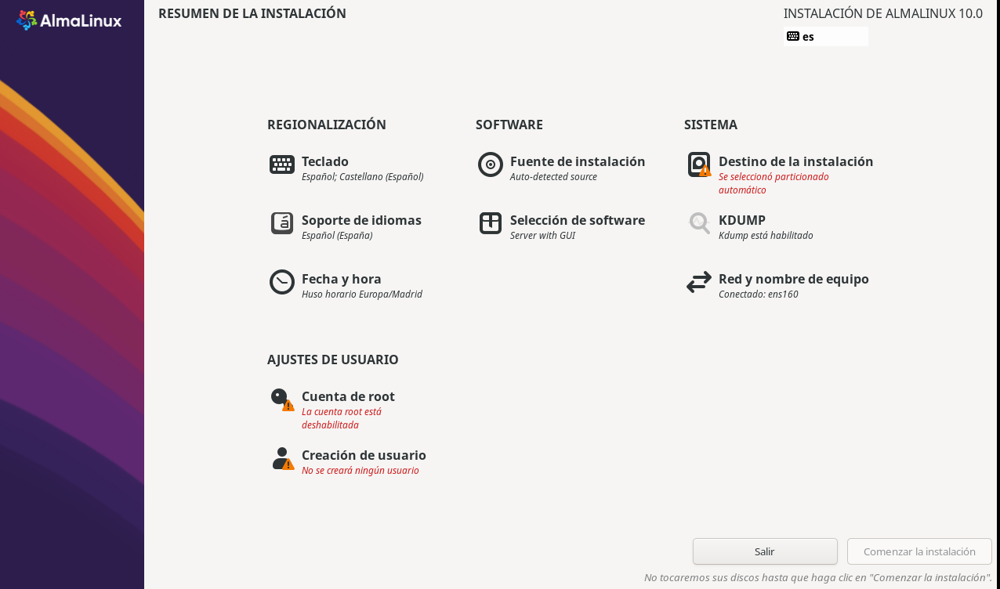 AlmaLinux
RESUMEN DE LA INSTALACIÓN
INSTALACIÓN DE ALMALINUX 10.0
es
REGIONALIZACIÓN
Teclado
Español; Castellano (Español)
Soporte de idiomas
Español (España)
Fecha y hora
Huso horario Europa/Madrid
SOFTWARE
Fuente de instalación
Auto-detected source
Selección de software
Server with GUI
SISTEMA
Destino de la instalación
Se seleccionó particionado
automático
KDUMP
Kdump está habilitado
Red y nombre de equipo
Conectado: ens160
AJUSTES DE USUARIO
Cuenta de root
La cuenta root está
deshabilitada
Creación de usuario
No se creará ningún usuario
Salir
Comenzar la instalación
No tocaremos sus discos hasta que haga clic en "Comenzar la instalación".